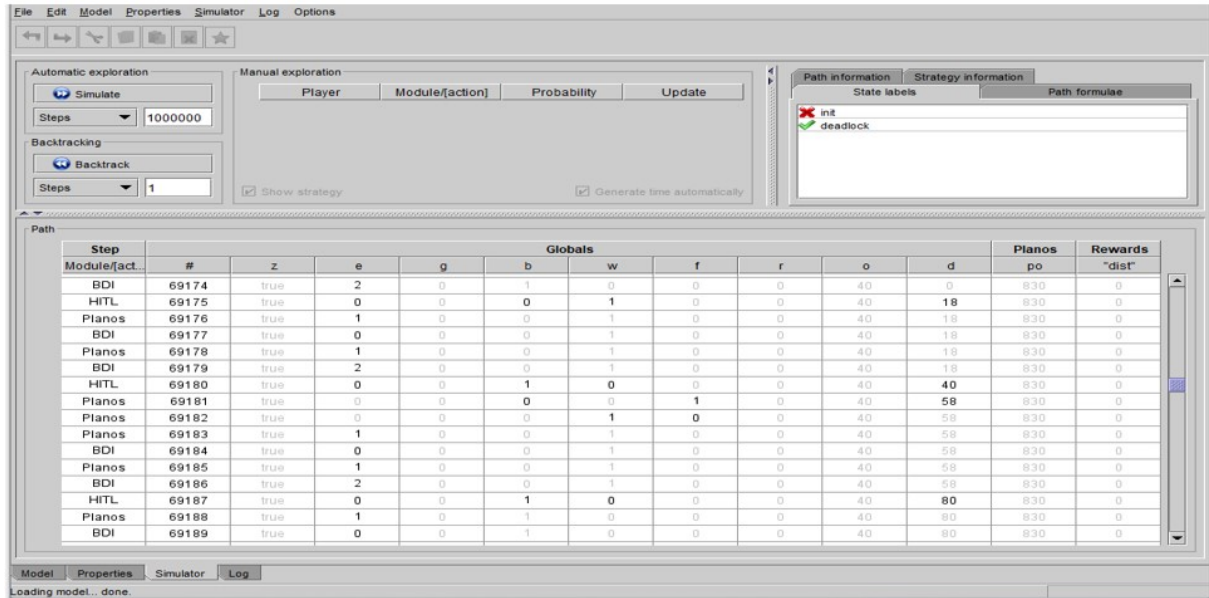 File Edit Model Properties Simulator Log Options
Automatic exploration
Simulate
Steps 1000000
Backtracking
Backtrack
Steps 1
Manual exploration
Player Module/[action] Probability Update
Show strategy Generate time automatically
Path information Strategy information
State labels Path formulae
init
deadlock
Path
Step Globals Planos Rewards
Module/[act... # z e g b w f r o d po "dist"
BDI 69174 true 2 0 1 0 0 0 40 0 830 0
HITL 69175 true 0 0 0 1 0 0 40 18 830 0
Planos 69176 true 1 0 0 1 0 0 40 18 830 0
BDI 69177 true 0 0 0 1 0 0 40 18 830 0
Planos 69178 true 1 0 0 1 0 0 40 18 830 0
BDI 69179 true 2 0 0 1 0 0 40 18 830 0
HITL 69180 true 0 0 1 0 0 0 40 40 830 0
Planos 69181 true 0 0 0 0 1 0 40 58 830 0
Planos 69182 true 0 0 0 1 0 0 40 58 830 0
Planos 69183 true 1 0 0 1 0 0 40 58 830 0
BDI 69184 true 0 0 0 1 0 0 40 58 830 0
Planos 69185 true 1 0 0 1 0 0 40 58 830 0
BDI 69186 true 2 0 0 1 0 0 40 58 830 0
HITL 69187 true 0 0 1 0 0 0 40 80 830 0
Planos 69188 true 1 0 1 0 0 0 40 80 830 0
BDI 69189 true 0 0 1 0 0 0 40 80 830 0
Model Properties Simulator Log
Loading model... done.